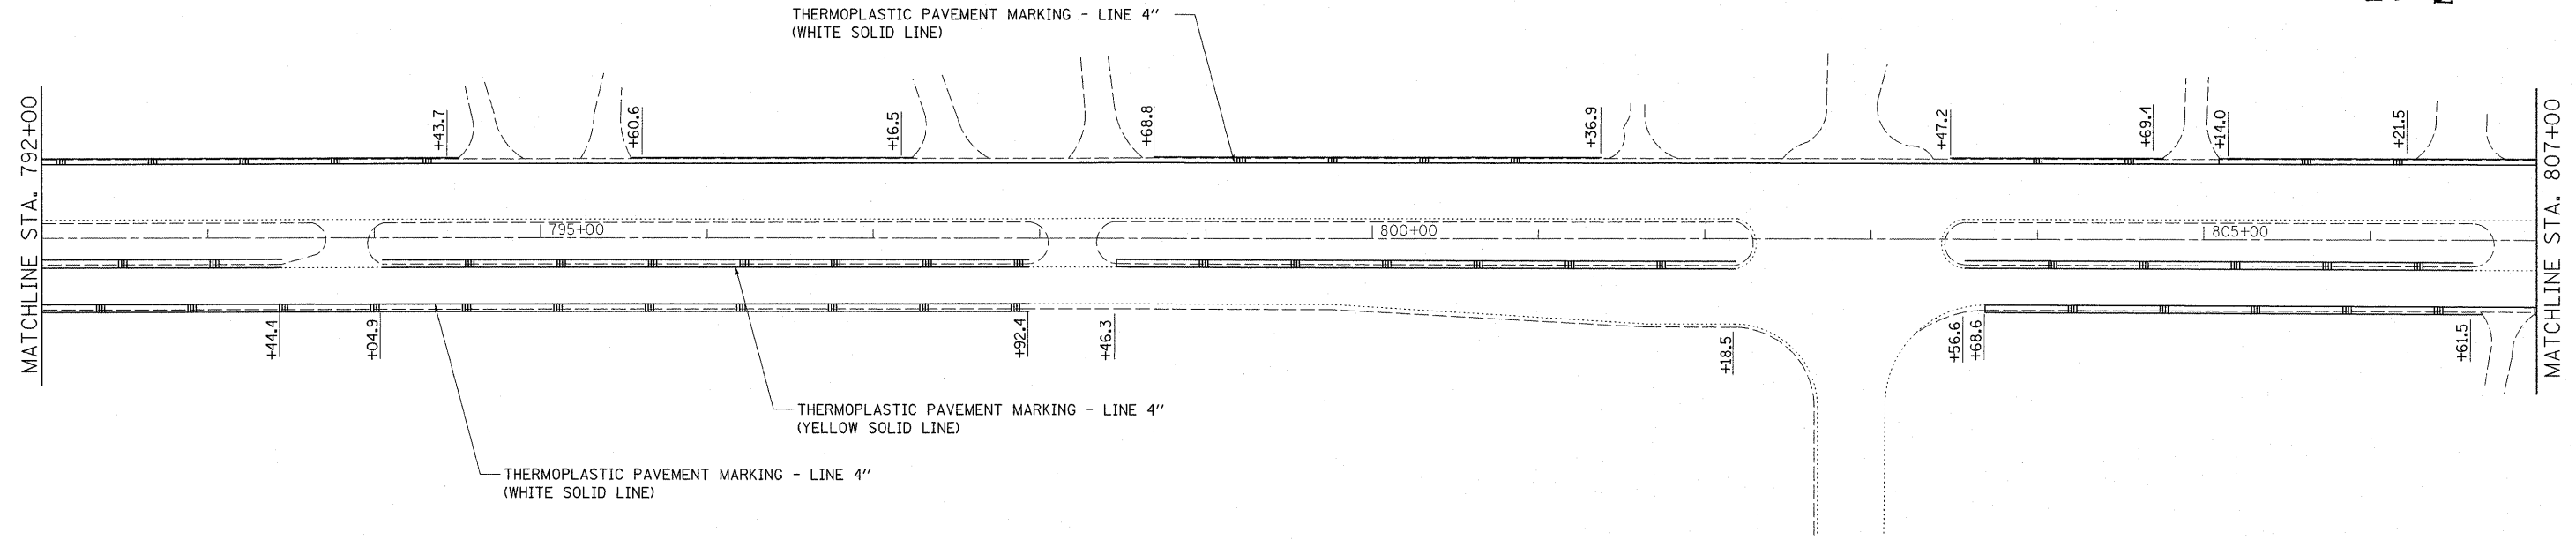 THERMOPLASTIC PAVEMENT MARKING - LINE 4"
(WHITE SOLID LINE)
MATCHLINE STA. 792+00
+43.7
+60.6
+16.5
+68.8
+36.9
+47.2
+69.4
+14.0
+21.5
MATCHLINE STA. 807+00
795+00
800+00
805+00
+44.4
+04.9
+92.4
+46.3
+18.5
+56.6
+68.6
+61.5
THERMOPLASTIC PAVEMENT MARKING - LINE 4"
(YELLOW SOLID LINE)
THERMOPLASTIC PAVEMENT MARKING - LINE 4"
(WHITE SOLID LINE)